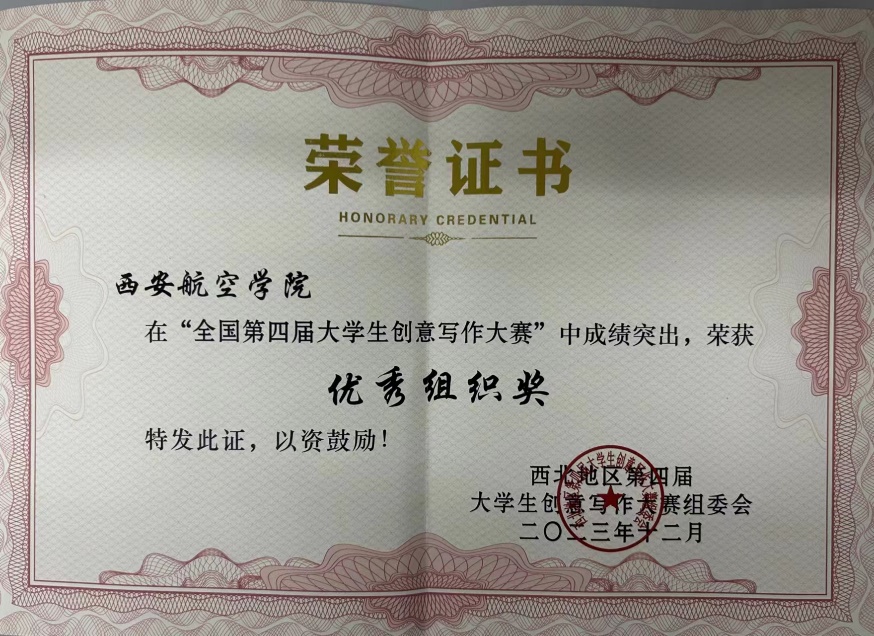 荣誉证书
HONORARY CREDENTIAL
西安航空学院
在“全国第四届大学生创意写作大赛”中成绩突出，荣获
优秀组织奖
特发此证，以资鼓励！
西北地区第四届
大学生创意写作大赛组委会
二〇二三年十二月